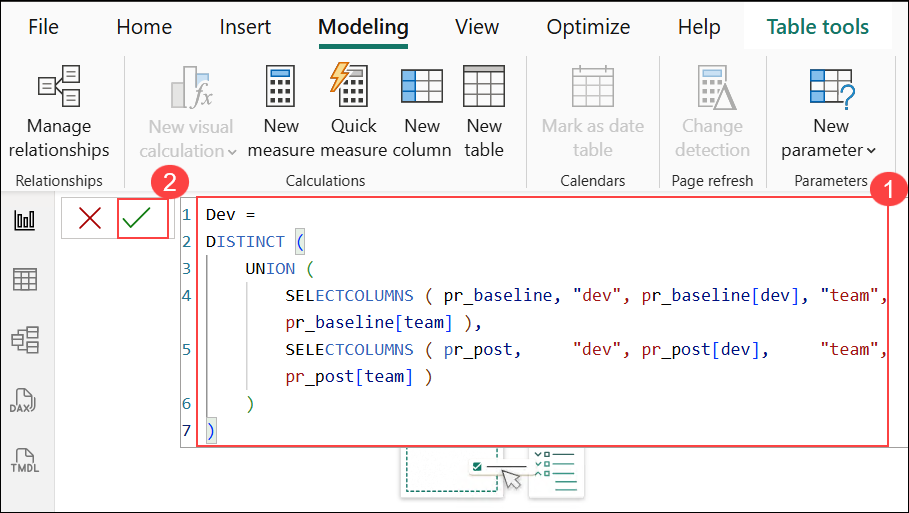 File Home Insert Modeling View Optimize Help Table tools
Manage relationships
New visual calculation
New measure
Quick measure
New column
New table
Mark as date table
Change detection
New parameter
Relationships Calculations Calendars Page refresh Parameters
2
1
1 Dev =
2 DISTINCT (
3 UNION (
4 SELECTCOLUMNS ( pr_baseline, "dev", pr_baseline[dev], "team",
pr_baseline[team] ),
5 SELECTCOLUMNS ( pr_post, "dev", pr_post[dev], "team",
pr_post[team] )
6 )
7 )
DAX
TMDL